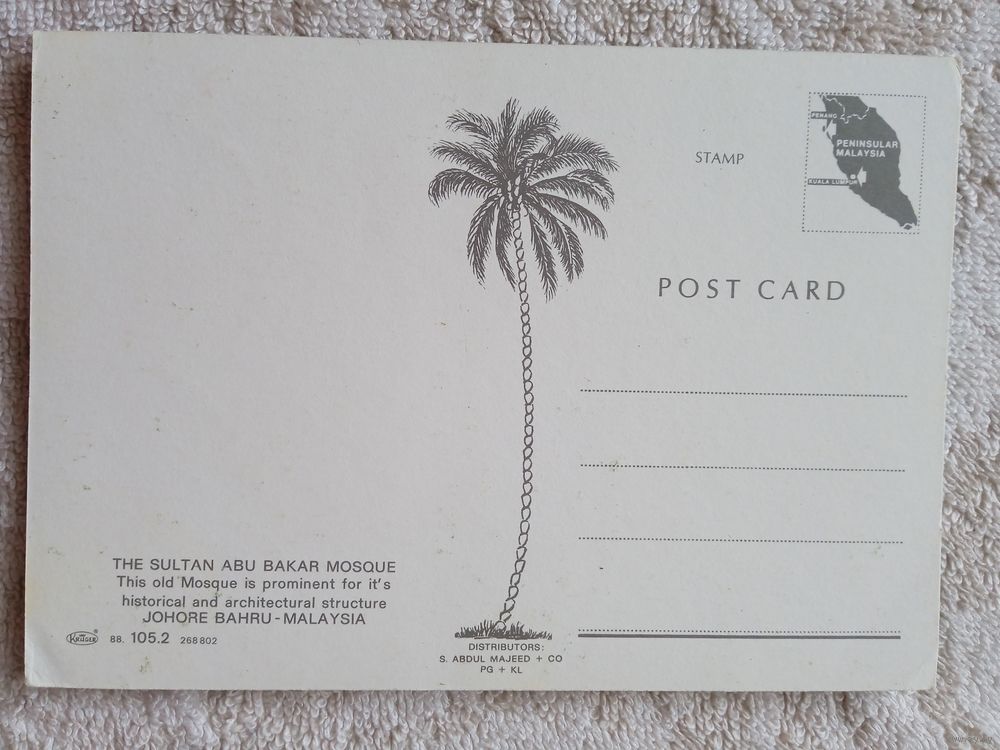 STAMP
PENANG
PENINSULAR
MALAYSIA
KUALA LUMPUR
POST CARD
THE SULTAN ABU BAKAR MOSQUE
This old Mosque is prominent for it's
historical and architectural structure
JOHORE BAHRU - MALAYSIA
KRÜGER 88. 105.2 268802
DISTRIBUTORS:
S. ABDUL MAJEED + CO
PG + KL